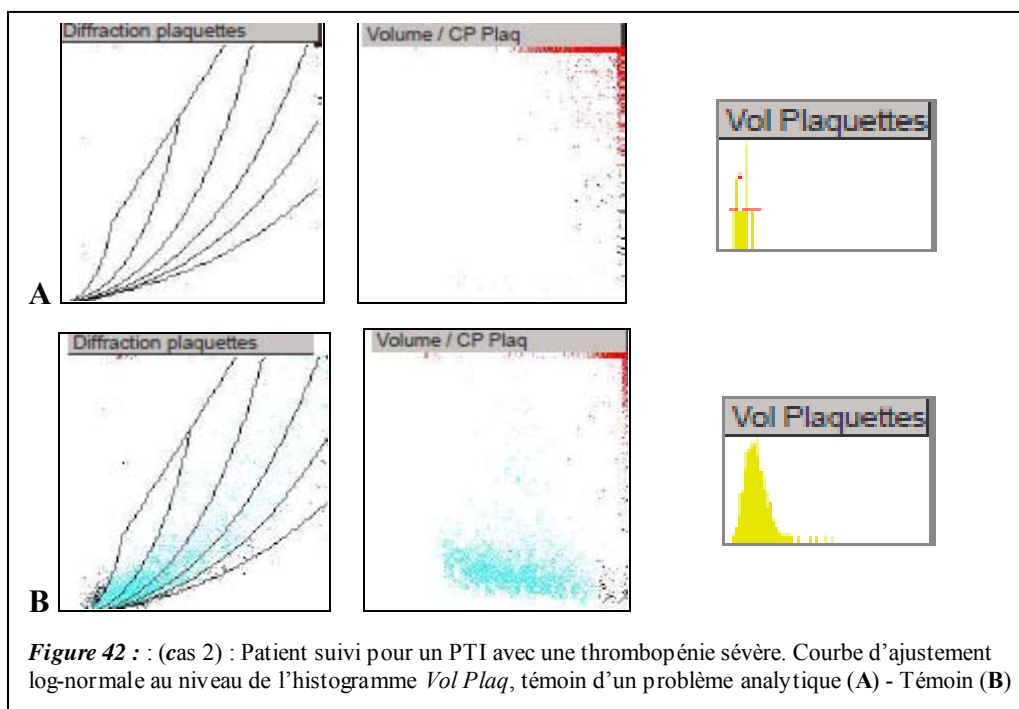 Diffraction plaquettes
Volume / CP Plaq
Vol Plaquettes
A
Diffraction plaquettes
Volume / CP Plaq
Vol Plaquettes
B
Figure 42 : : (cas 2) : Patient suivi pour un PTI avec une thrombopénie sévère. Courbe d’ajustement
log-normale au niveau de l’histogramme Vol Plaq, témoin d’un problème analytique (A) - Témoin (B)